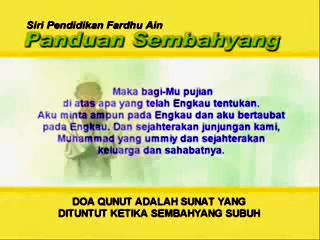 Siri Pendidikan Fardhu Ain
Panduan Sembahyang
Maka bagi-Mu pujian
di atas apa yang telah Engkau tentukan.
Aku minta ampun pada Engkau dan aku bertaubat
pada Engkau. Dan sejahterakan junjungan kami,
Muhammad yang ummiy dan sejahterakan
keluarga dan sahabatnya.
DOA QUNUT ADALAH SUNAT YANG
DITUNTUT KETIKA SEMBAHYANG SUBUH